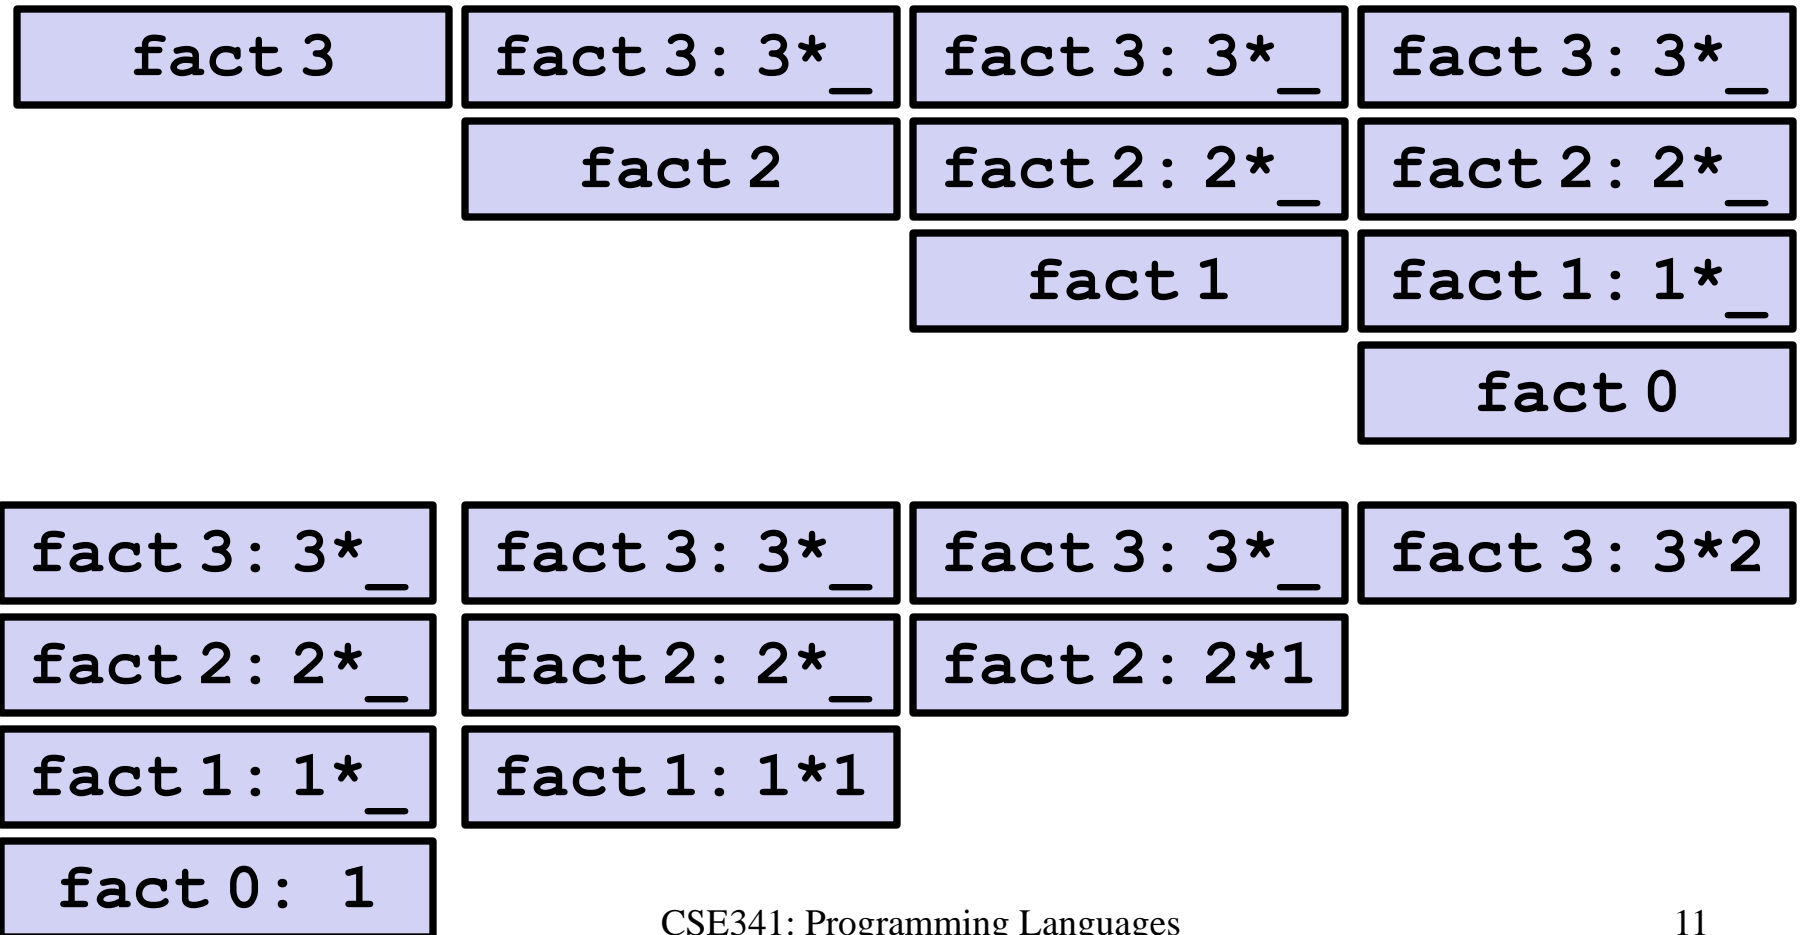 fact 3 fact 3: 3*_ fact 3: 3*_ fact 3: 3*_
fact 2 fact 2: 2*_ fact 2: 2*_
fact 1 fact 1: 1*_
fact 0
fact 3: 3*_ fact 3: 3*_ fact 3: 3*_ fact 3: 3*2
fact 2: 2*_ fact 2: 2*_ fact 2: 2*1
fact 1: 1*_ fact 1: 1*1
fact 0: 1
CSE341: Programming Languages 11